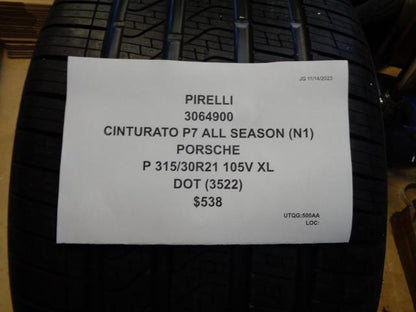 JG 11/14/2023
PIRELLI
3064900
CINTURATO P7 ALL SEASON (N1)
PORSCHE
P 315/30R21 105V XL
DOT (3522)
$538
UTQG:500AA
LOC: